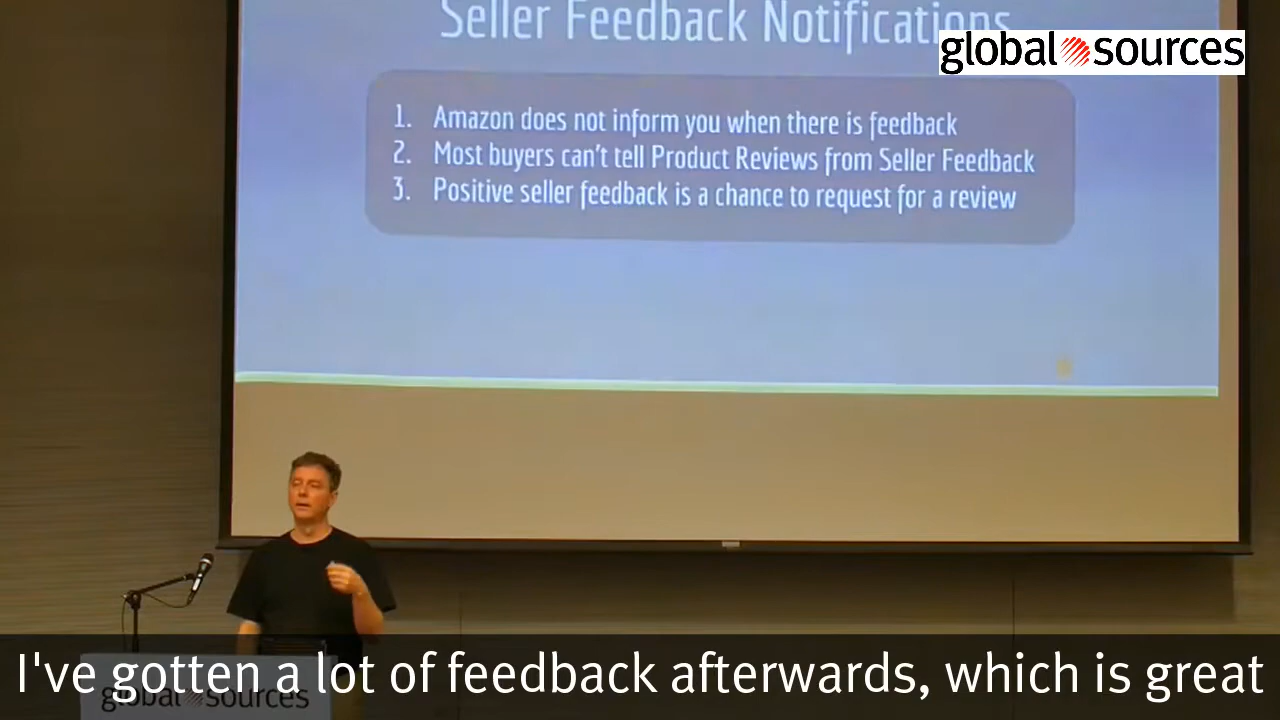 Seller Feedback Notifications
global sources
1. Amazon does not inform you when there is feedback
2. Most buyers can't tell Product Reviews from Seller Feedback
3. Positive seller feedback is a chance to request for a review
I've gotten a lot of feedback afterwards, which is great
global sources